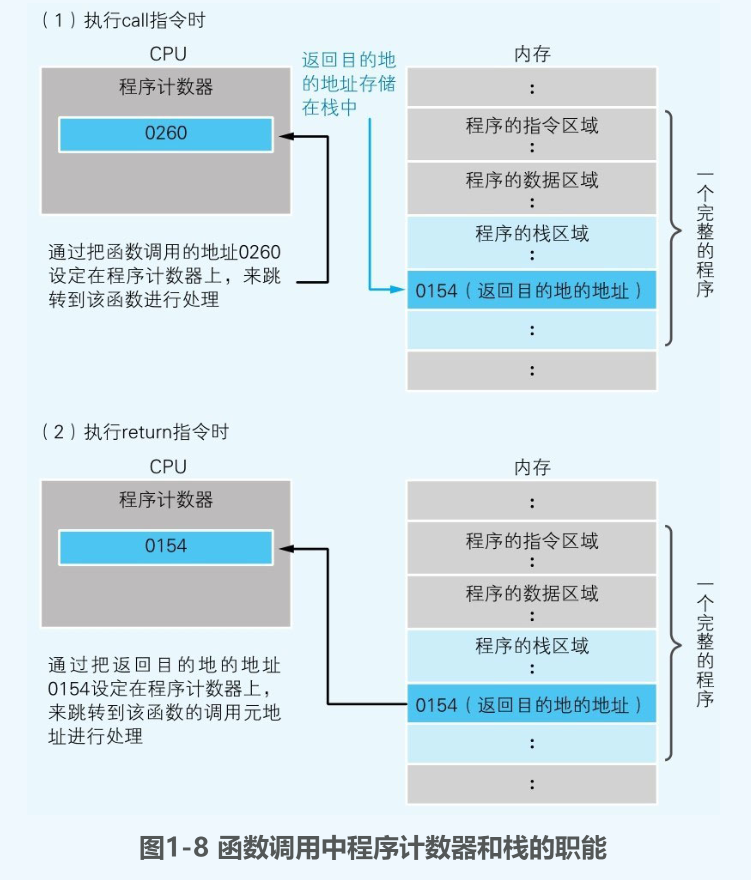 （1）执行call指令时
CPU
程序计数器
0260
通过把函数调用的地址0260
设定在程序计数器上，来跳
转到该函数进行处理
返回目的地
的地址存储
在栈中
内存
：
程序的指令区域
：
程序的数据区域
：
程序的栈区域
：
0154（返回目的地的地址）
：
：
一个完整的程序
（2）执行return指令时
CPU
程序计数器
0154
通过把返回目的地的地址
0154设定在程序计数器上，
来跳转到该函数的调用元地
址进行处理
内存
：
程序的指令区域
：
程序的数据区域
：
程序的栈区域
：
0154（返回目的地的地址）
：
：
一个完整的程序
图1-8 函数调用中程序计数器和栈的职能